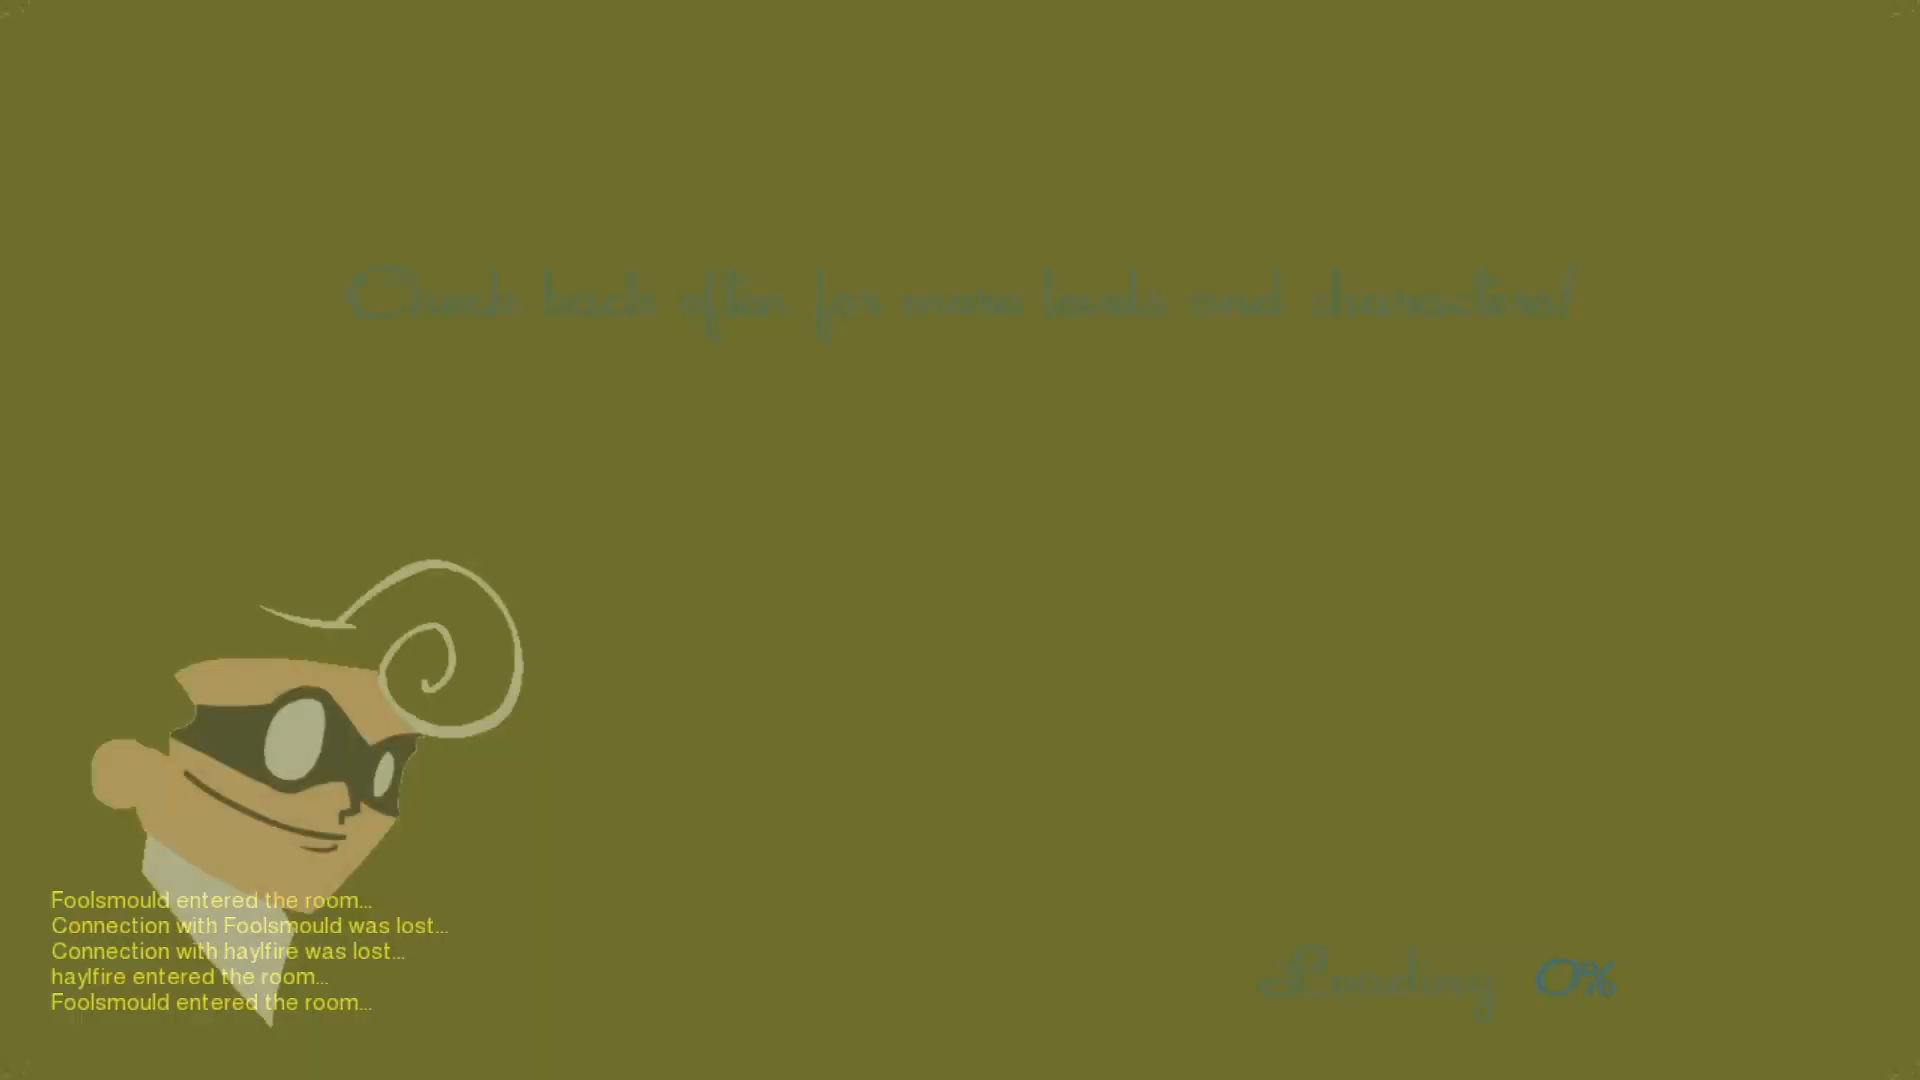 Check back often for more levels and characters!
Foolsmould entered the room...
Connection with Foolsmould was lost...
Connection with haylfire was lost...
haylfire entered the room...
Foolsmould entered the room...
Loading 0%